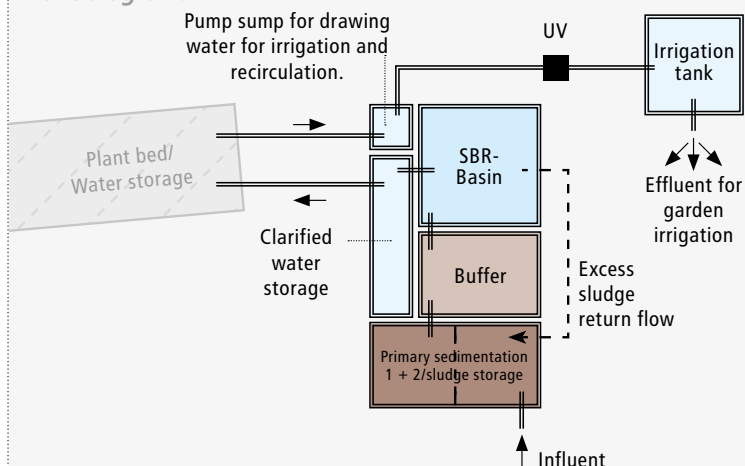 Pump sump for drawing
water for irrigation and
recirculation.
UV
Irrigation
tank
Plant bed/
Water storage
SBR-
Basin
Effluent for
garden
irrigation
Clarified
water
storage
Buffer
Excess
sludge
return flow
Primary sedimentation
1 + 2/sludge storage
Influent